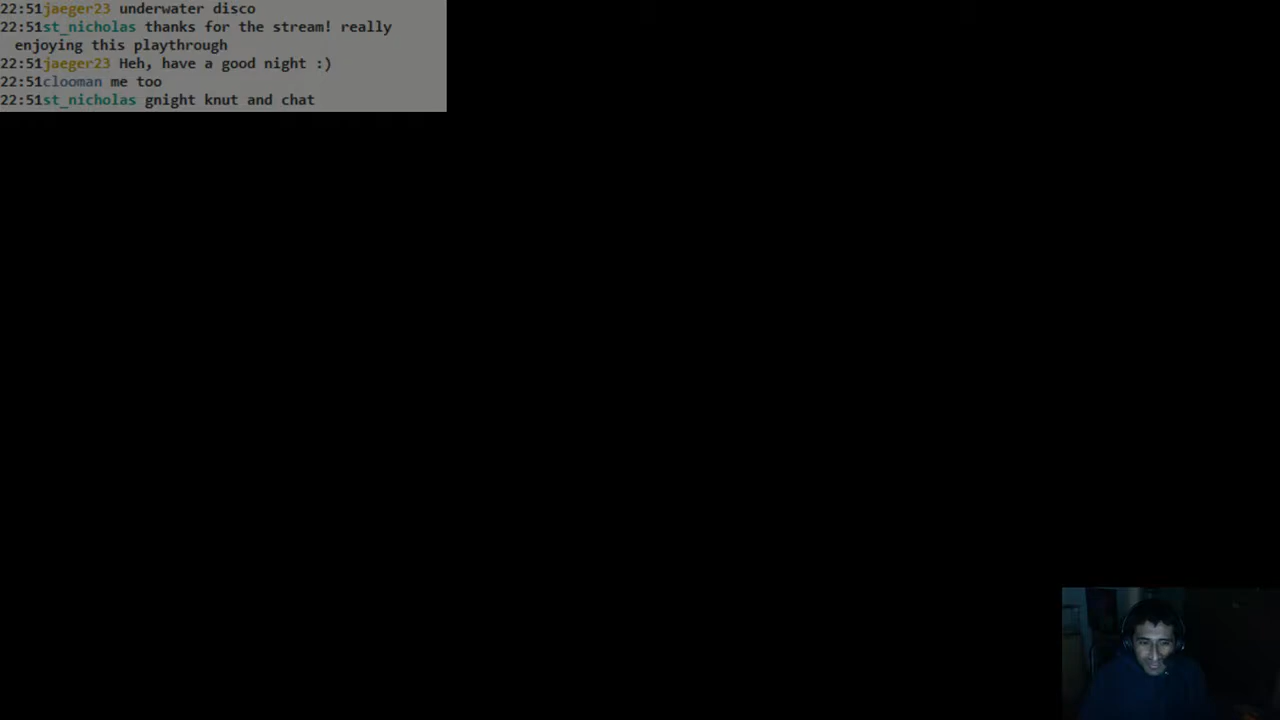 22:51jaeger23 underwater disco
22:51st_nicholas thanks for the stream! really
enjoying this playthrough
22:51jaeger23 Heh, have a good night :)
22:51clooman me too
22:51st_nicholas gnight knut and chat